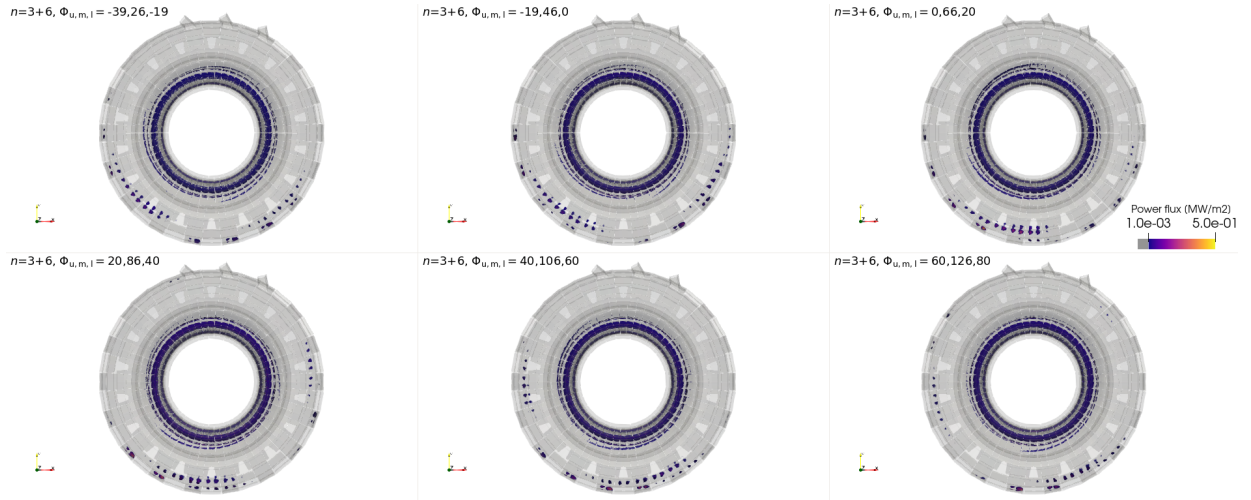 n=3+6, Φu,m,l = -39,26,-19
n=3+6, Φu,m,l = -19,46,0
n=3+6, Φu,m,l = 0,66,20
Power flux (MW/m2)
1.0e-03 5.0e-01
n=3+6, Φu,m,l = 20,86,40
n=3+6, Φu,m,l = 40,106,60
n=3+6, Φu,m,l = 60,126,80